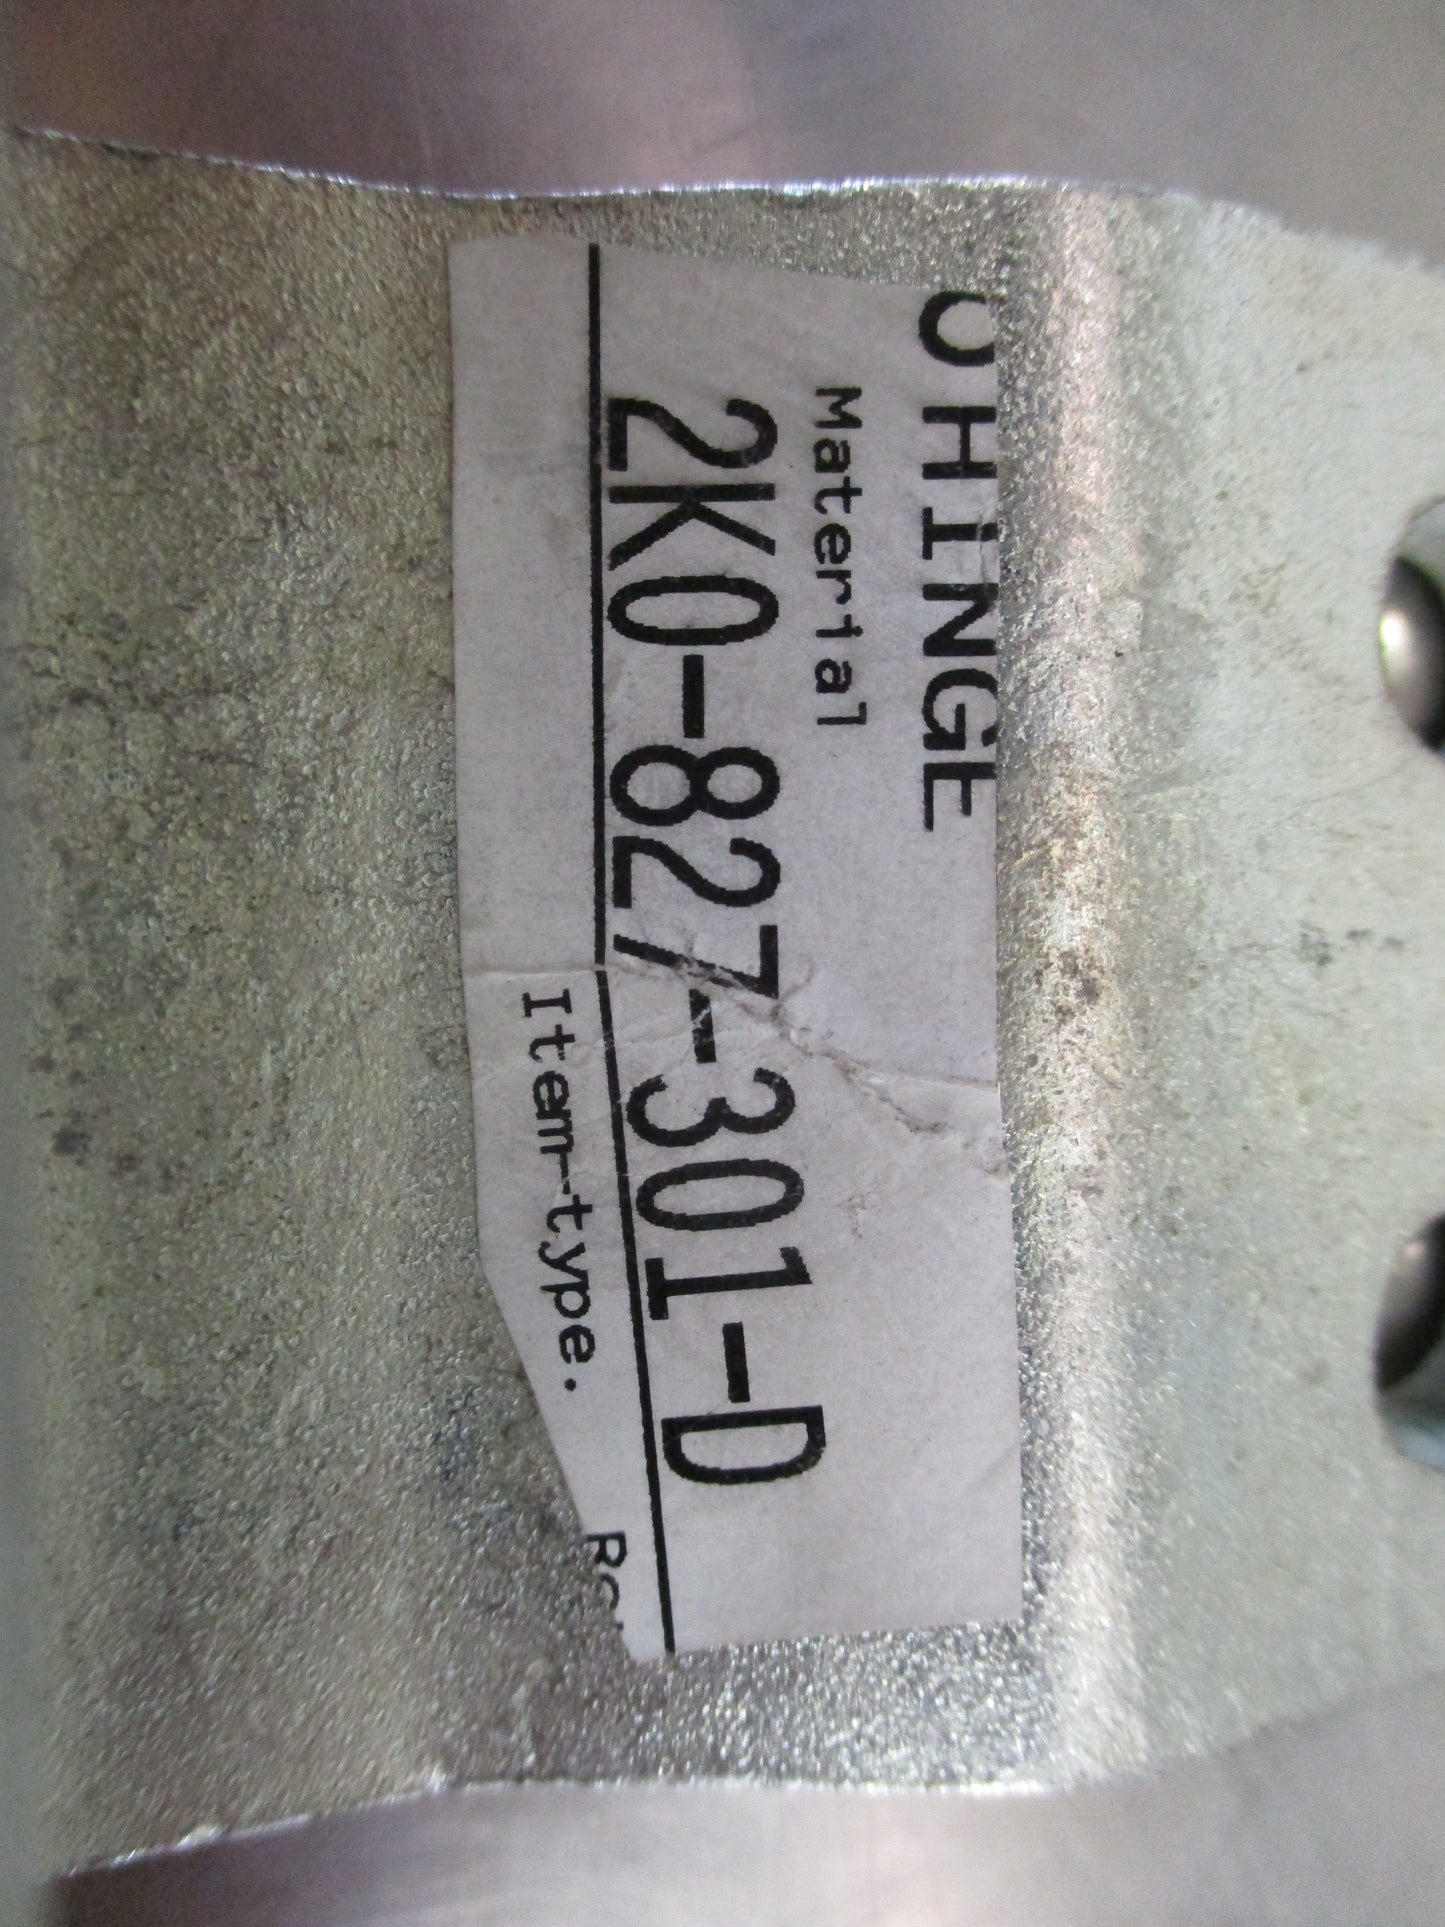 O HINGE
Material
2K0-827-301-D
Item-type.